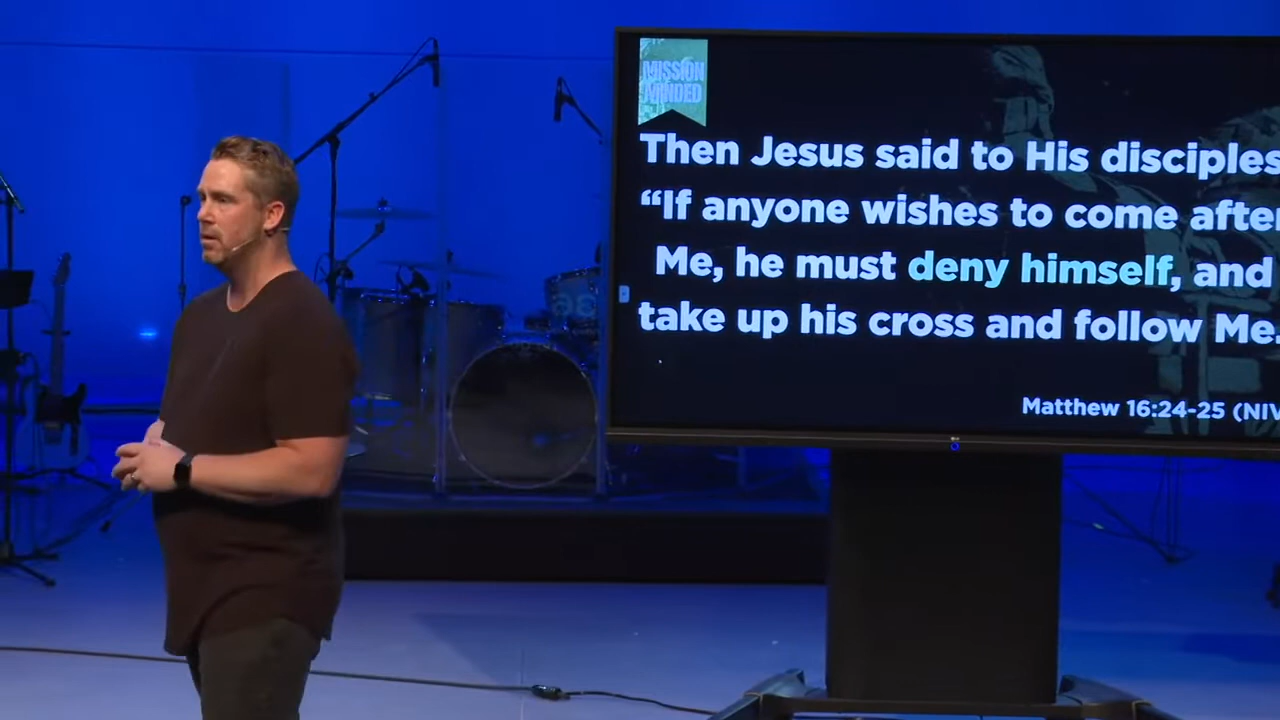 MISSION
MINDED
Then Jesus said to His disciples
“If anyone wishes to come after
Me, he must deny himself, and
take up his cross and follow Me.
Matthew 16:24-25 (NIV